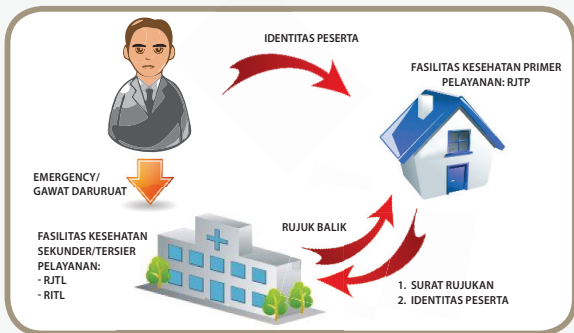 IDENTITAS PESERTA
FASILITAS KESEHATAN PRIMER
PELAYANAN: RJTP
EMERGENCY/
GAWAT DARURUAT
FASILITAS KESEHATAN
SEKUNDER/TERSIER
PELAYANAN:
- RJTL
- RITL
RUJUK BALIK
1. SURAT RUJUKAN
2. IDENTITAS PESERTA